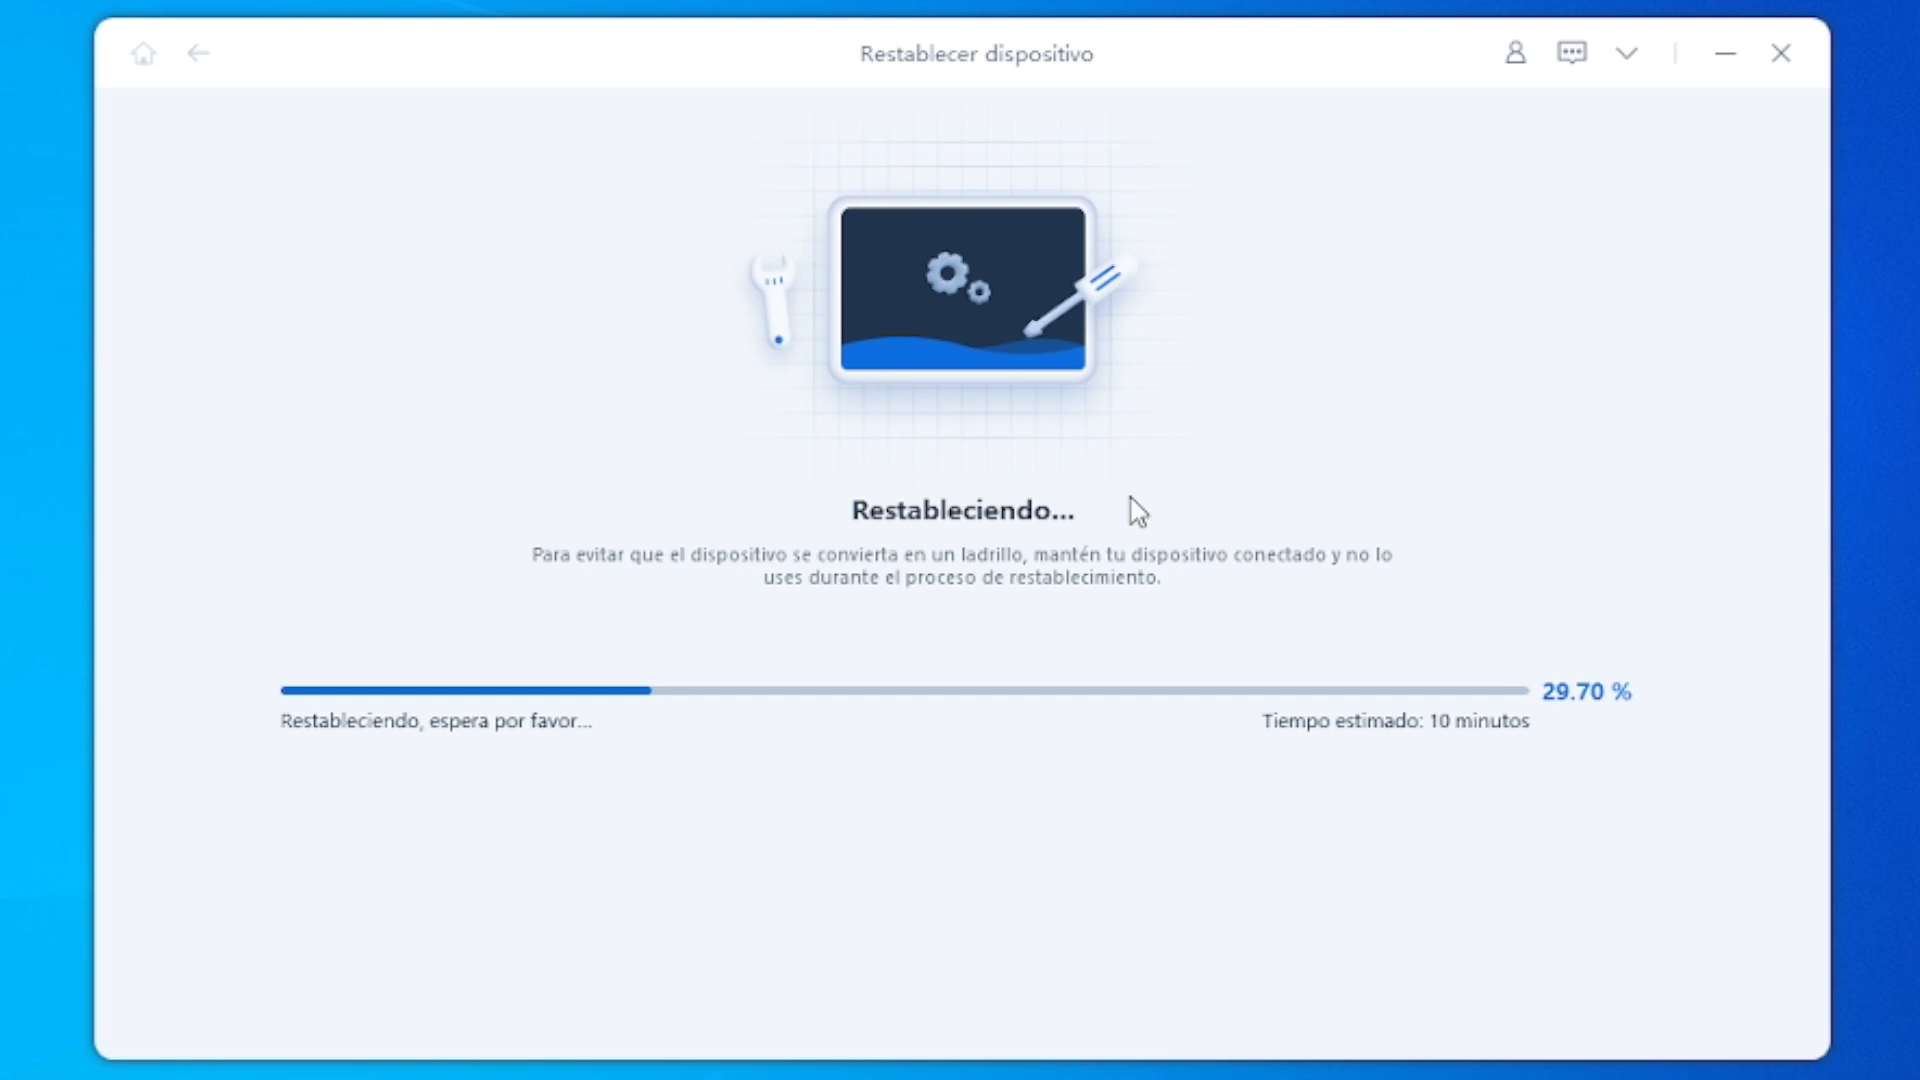 Restablecer dispositivo
Restableciendo...
Para evitar que el dispositivo se convierta en un ladrillo, mantén tu dispositivo conectado y no lo
uses durante el proceso de restablecimiento.
29.70 %
Restableciendo, espera por favor...
Tiempo estimado: 10 minutos